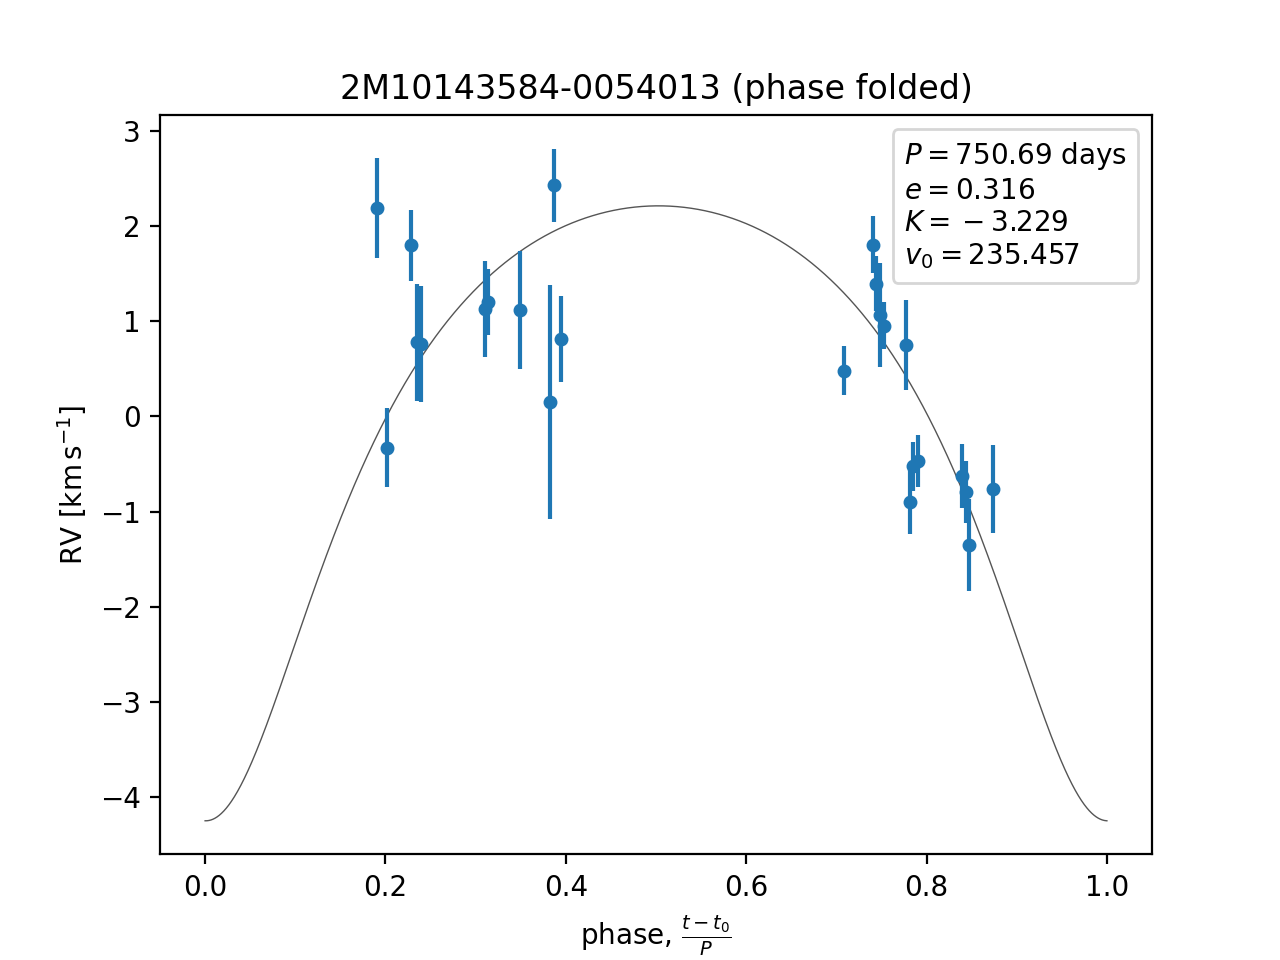 2M10143584-0054013 (phase folded)
P = 750.69 days
e = 0.316
K = −3.229
v₀ = 235.457
3
2
1
0
−1
−2
−3
−4
RV [km s⁻¹]
0.0 0.2 0.4 0.6 0.8 1.0
phase, (t − t₀)/P